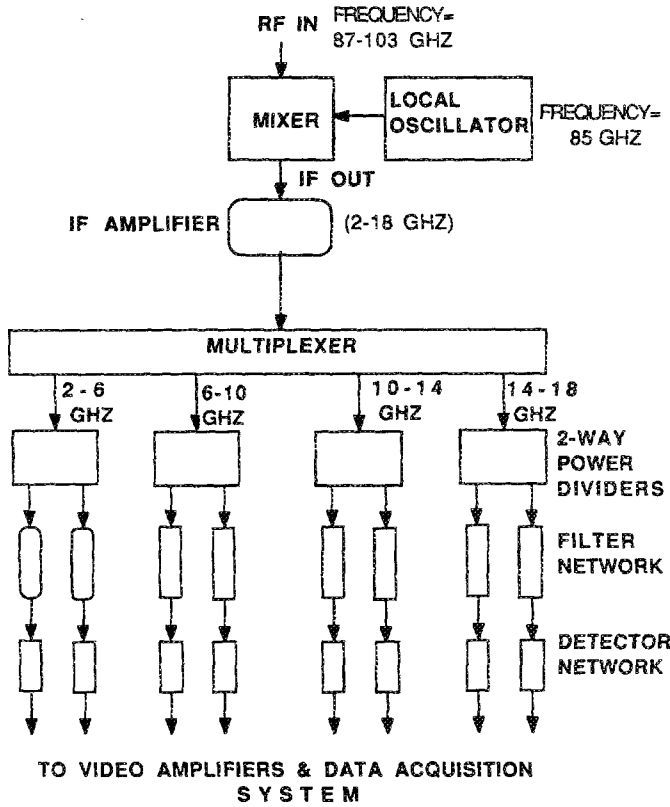 RF IN FREQUENCY=
87-103 GHZ
MIXER
LOCAL
OSCILLATOR
FREQUENCY=
85 GHZ
IF OUT
IF AMPLIFIER
(2-18 GHZ)
MULTIPLEXER
2-6
GHZ
6-10
GHZ
10-14
GHZ
14-18
GHZ
2-WAY
POWER
DIVIDERS
FILTER
NETWORK
DETECTOR
NETWORK
TO VIDEO AMPLIFIERS & DATA ACQUISITION
SYSTEM